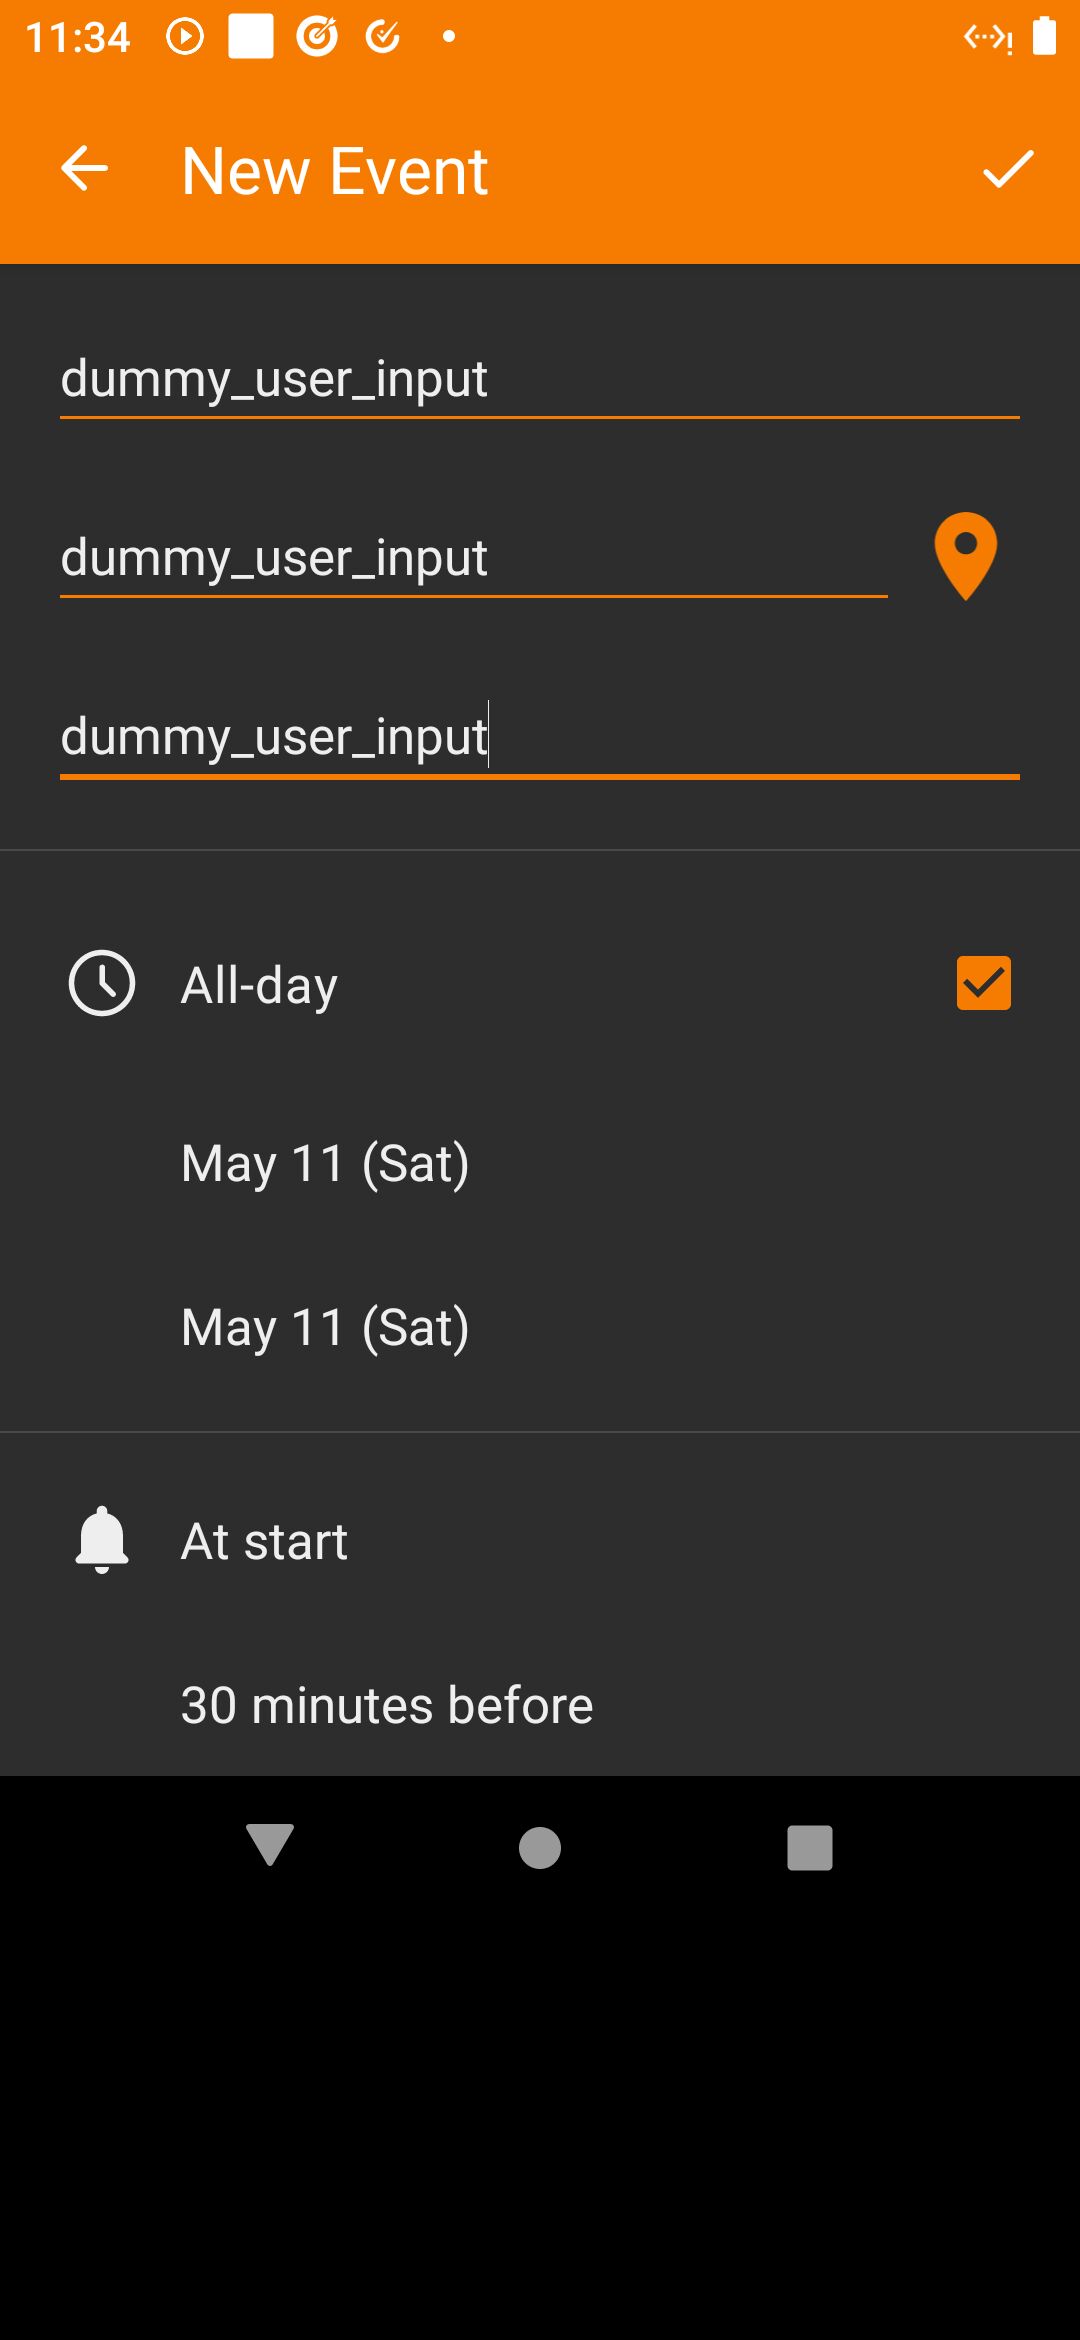 11:34
New Event
dummy_user_input
dummy_user_input
dummy_user_input
All-day
May 11 (Sat)
May 11 (Sat)
At start
30 minutes before